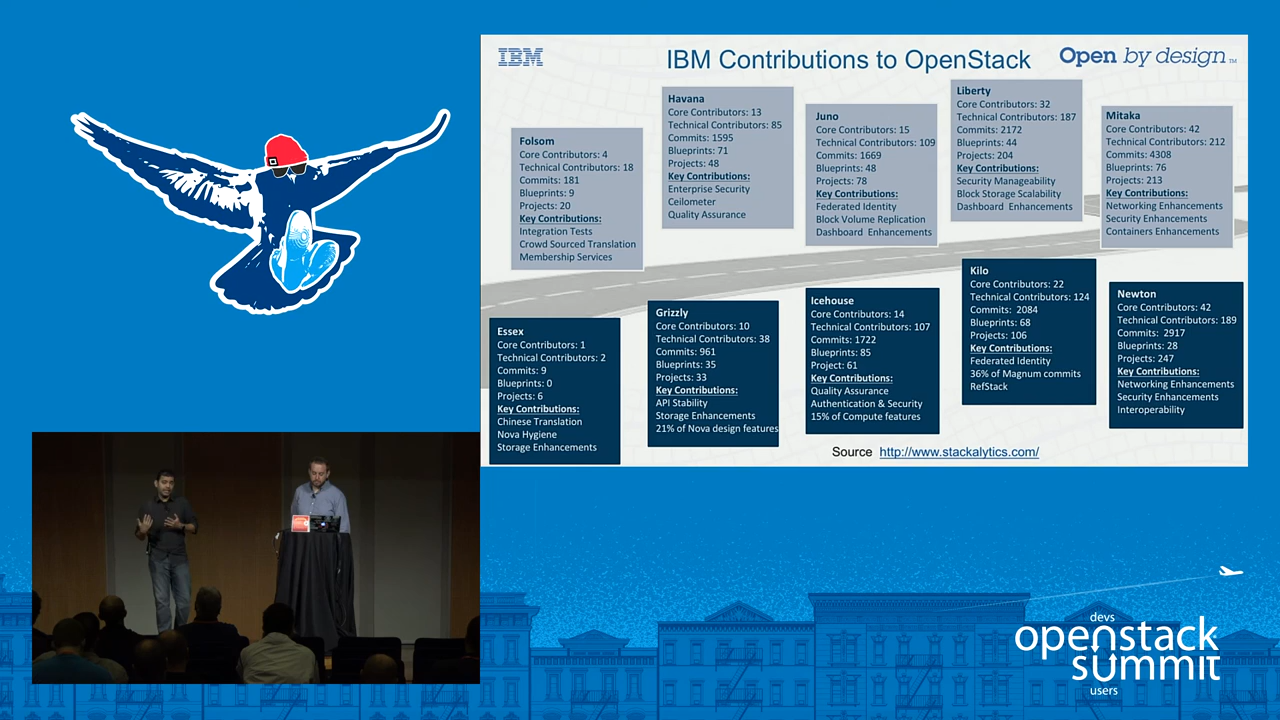 IBM
IBM Contributions to OpenStack
Open by design™
Folsom
Core Contributors: 4
Technical Contributors: 18
Commits: 181
Blueprints: 9
Projects: 20
Key Contributions:
Integration Tests
Crowd Sourced Translation
Membership Services
Havana
Core Contributors: 13
Technical Contributors: 85
Commits: 1595
Blueprints: 71
Projects: 48
Key Contributions:
Enterprise Security
Ceilometer
Quality Assurance
Juno
Core Contributors: 15
Technical Contributors: 109
Commits: 1669
Blueprints: 48
Projects: 78
Key Contributions:
Federated Identity
Block Volume Replication
Dashboard Enhancements
Liberty
Core Contributors: 32
Technical Contributors: 187
Commits: 2172
Blueprints: 44
Projects: 204
Key Contributions:
Security Manageability
Block Storage Scalability
Dashboard Enhancements
Mitaka
Core Contributors: 42
Technical Contributors: 212
Commits: 4308
Blueprints: 76
Projects: 213
Key Contributions:
Networking Enhancements
Security Enhancements
Containers Enhancements
Essex
Core Contributors: 1
Technical Contributors: 2
Commits: 9
Blueprints: 0
Projects: 6
Key Contributions:
Chinese Translation
Nova Hygiene
Storage Enhancements
Grizzly
Core Contributors: 10
Technical Contributors: 38
Commits: 961
Blueprints: 35
Projects: 33
Key Contributions:
API Stability
Storage Enhancements
21% of Nova design features
Icehouse
Core Contributors: 14
Technical Contributors: 107
Commits: 1722
Blueprints: 85
Project: 61
Key Contributions:
Quality Assurance
Authentication & Security
15% of Compute features
Kilo
Core Contributors: 22
Technical Contributors: 124
Commits: 2084
Blueprints: 68
Projects: 106
Key Contributions:
Federated Identity
36% of Magnum commits
RefStack
Newton
Core Contributors: 42
Technical Contributors: 189
Commits: 2917
Blueprints: 28
Projects: 247
Key Contributions:
Networking Enhancements
Security Enhancements
Interoperability
Source http://www.stackalytics.com/
devs
openstack
summit
users